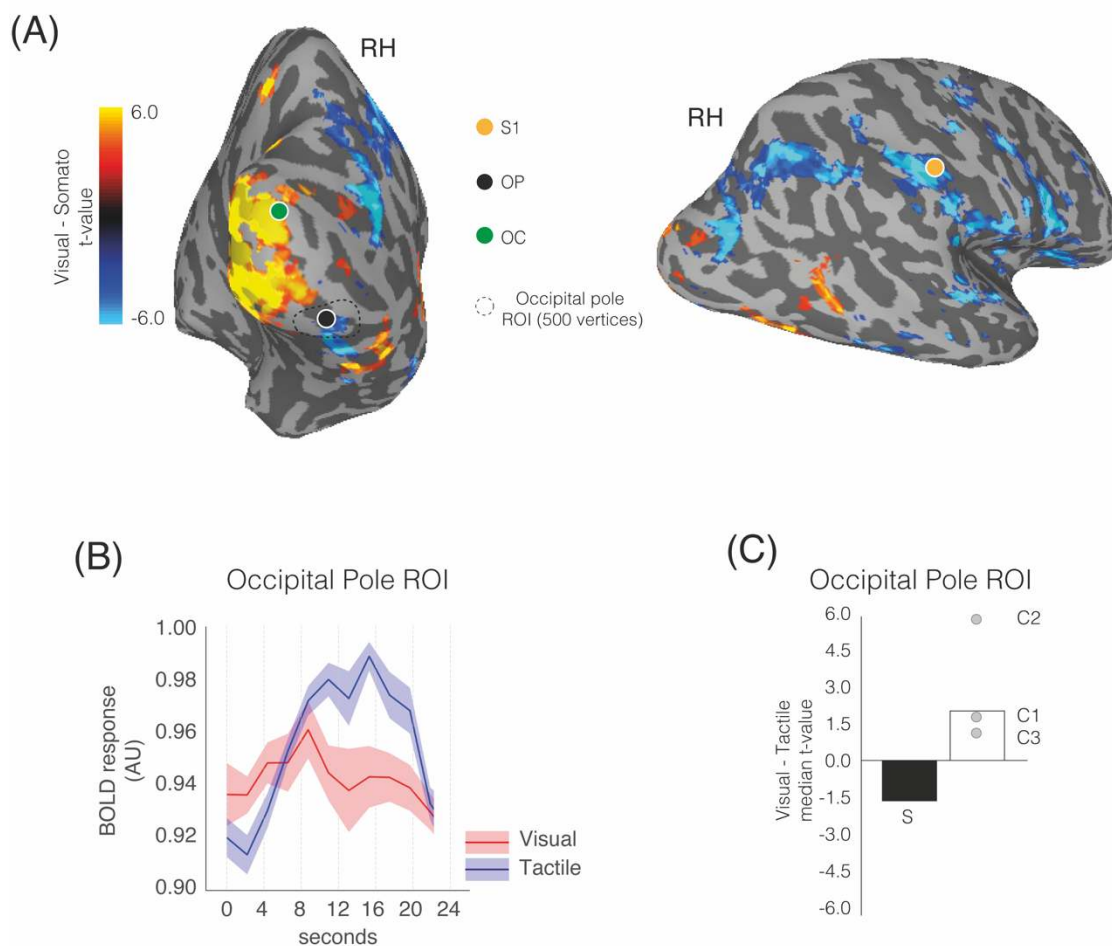 (A)
RH
6.0
-6.0
Visual - Somato
t-value
S1
OP
OC
Occipital pole
ROI (500 vertices)
RH
(B)
Occipital Pole ROI
1.00
0.98
0.96
0.94
0.92
0.90
BOLD response
(AU)
0 4 8 12 16 20 24
seconds
Visual
Tactile
(C)
Occipital Pole ROI
6.0
4.5
3.0
1.5
0.0
-1.5
-3.0
-4.5
-6.0
Visual - Tactile
median t-value
C2
C1
C3
S